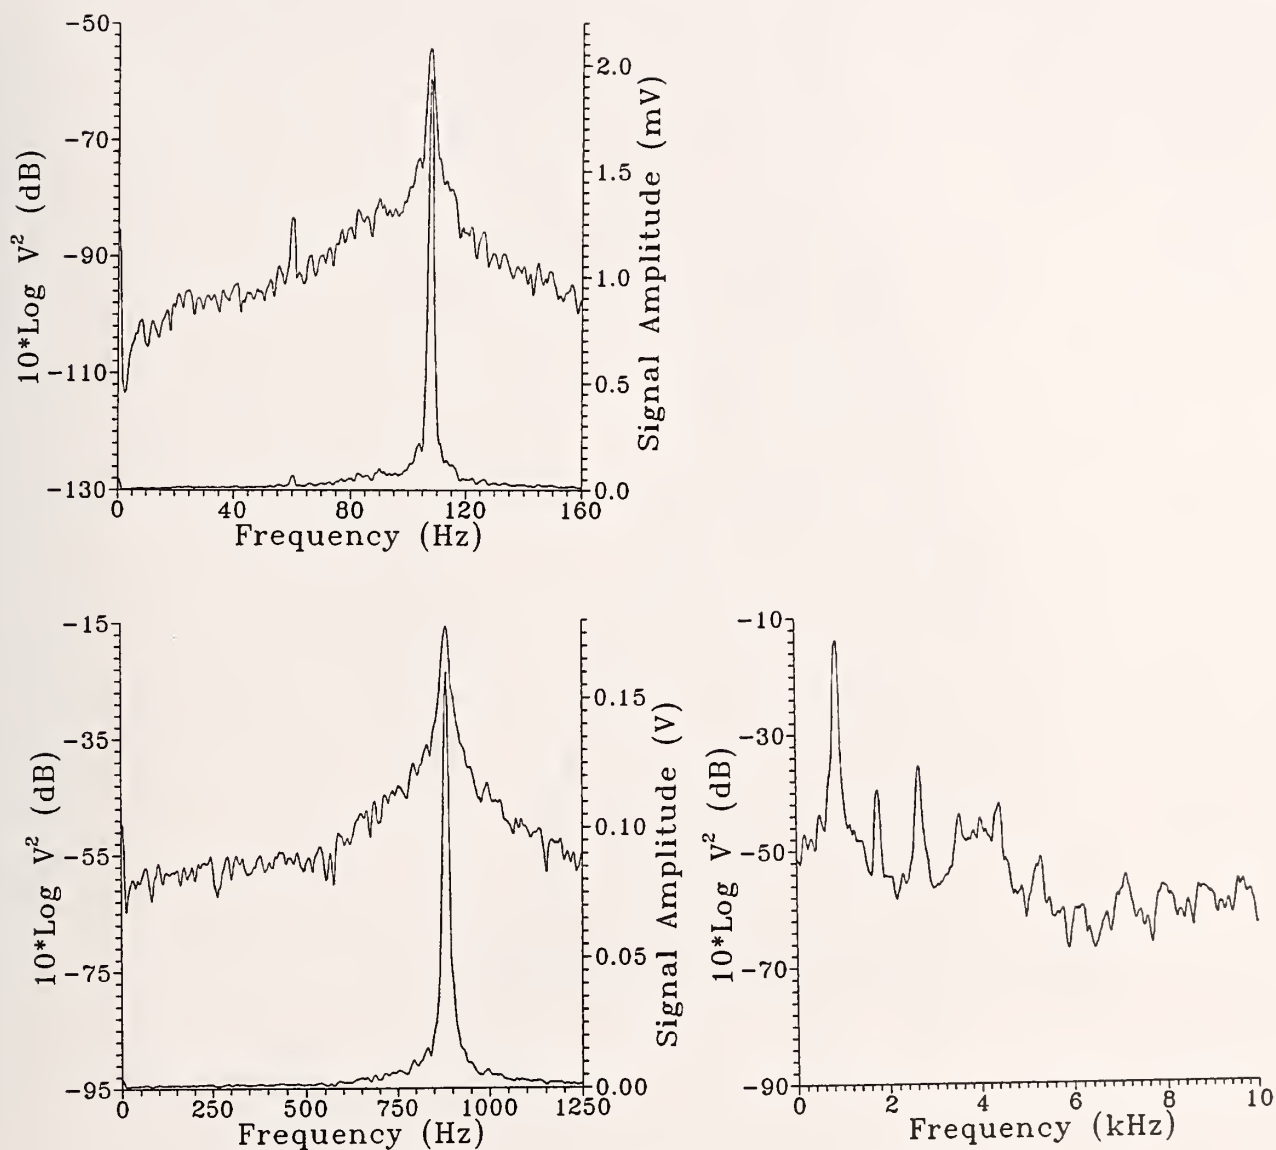 -50
-70
-90
-110
-130
10*Log V² (dB)
2.0
1.5
1.0
0.5
0.0
Signal Amplitude (mV)
0 40 80 120 160
Frequency (Hz)
-15
-35
-55
-75
-95
10*Log V² (dB)
0.15
0.10
0.05
0.00
Signal Amplitude (V)
0 250 500 750 1000 1250
Frequency (Hz)
-10
-30
-50
-70
-90
10*Log V² (dB)
0 2 4 6 8 10
Frequency (kHz)